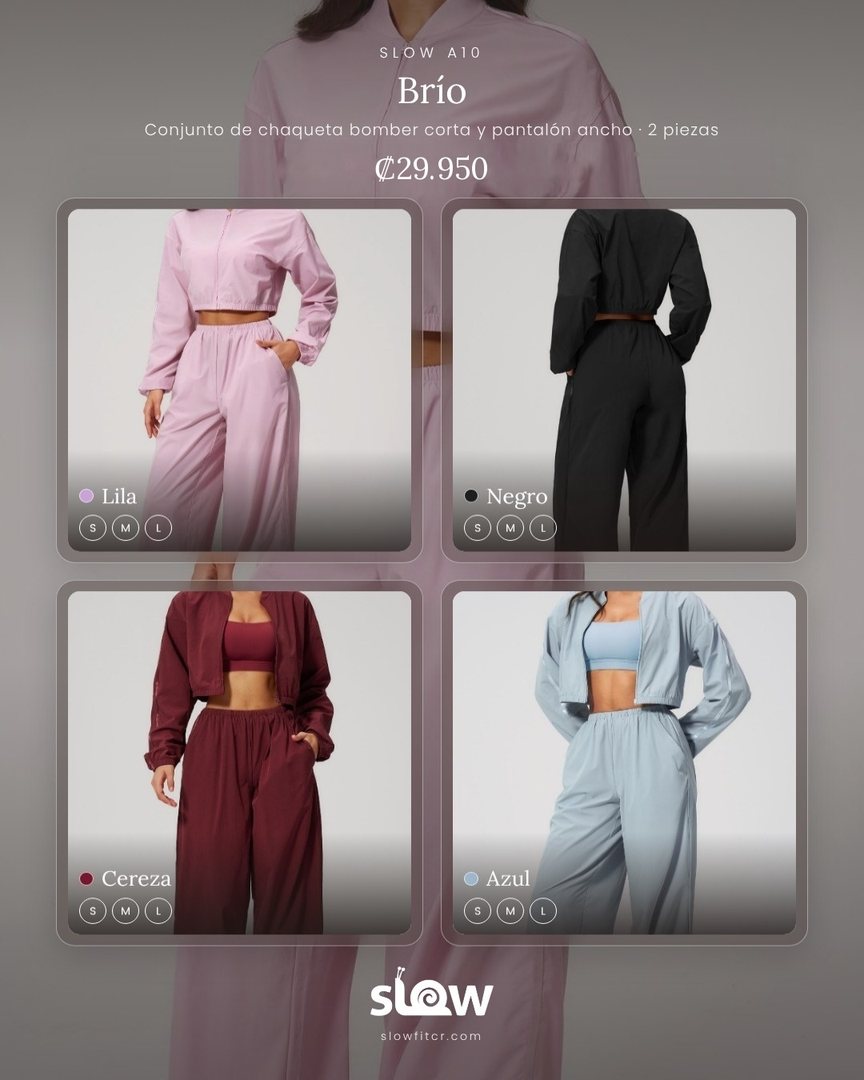 SLOW A10
Brío
Conjunto de chaqueta bomber corta y pantalón ancho · 2 piezas
₡29.950
Lila
S M L
Negro
S M L
Cereza
S M L
Azul
S M L
slow
slowfitcr.com